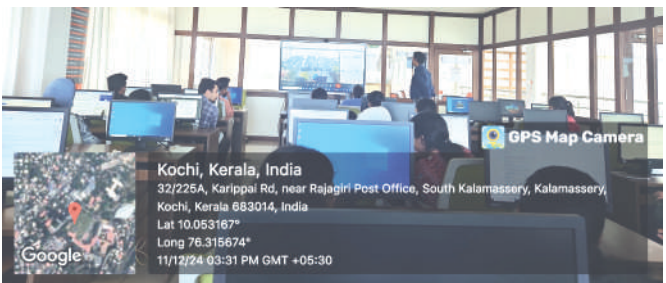 GPS Map Camera
Kochi, Kerala, India
32/225A, Karippai Rd, near Rajagiri Post Office, South Kalamassery, Kalamassery,
Kochi, Kerala 683014, India
Lat 10.053167°
Long 76.315674°
11/12/24 03:31 PM GMT +05:30
Google